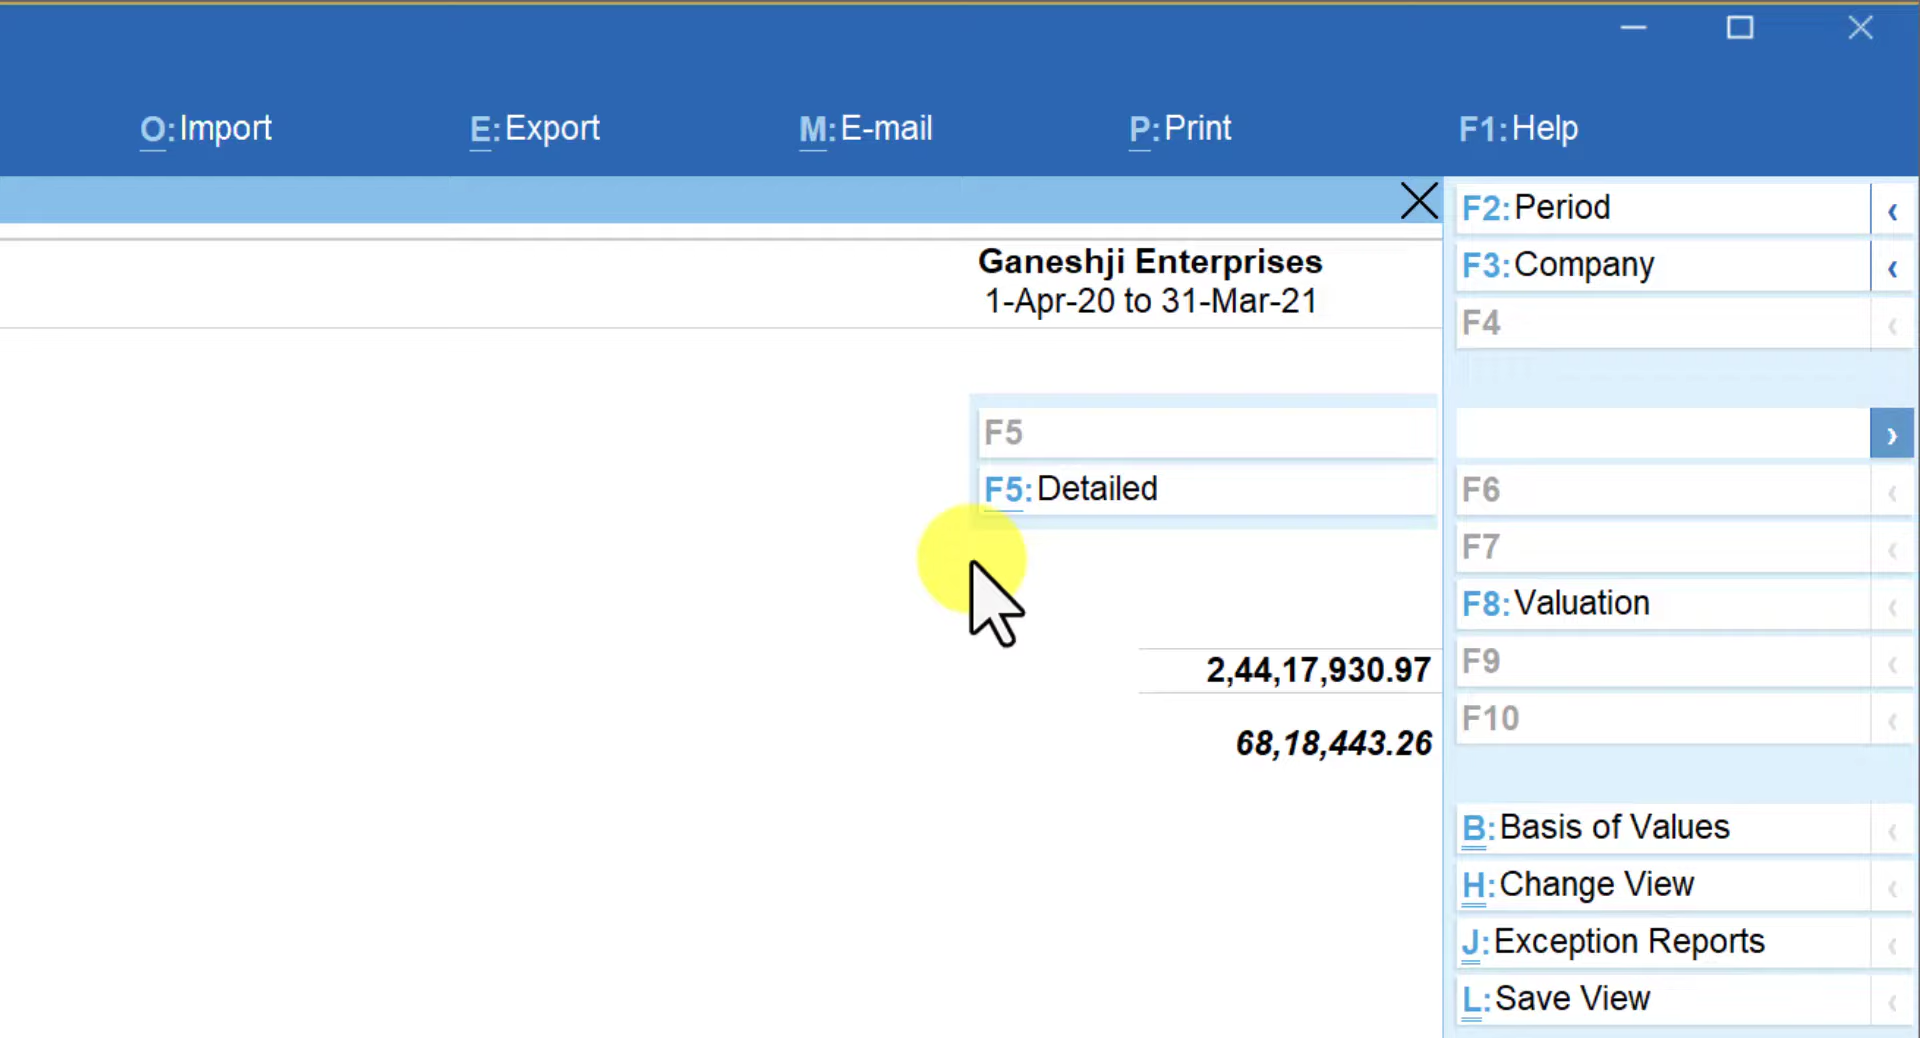 O:Import E:Export M:E-mail P:Print F1:Help
F2:Period
Ganeshji Enterprises
F3:Company
1-Apr-20 to 31-Mar-21
F4
F5
F5:Detailed
F6
F7
F8:Valuation
2,44,17,930.97
F9
F10
68,18,443.26
B:Basis of Values
H:Change View
J:Exception Reports
L:Save View